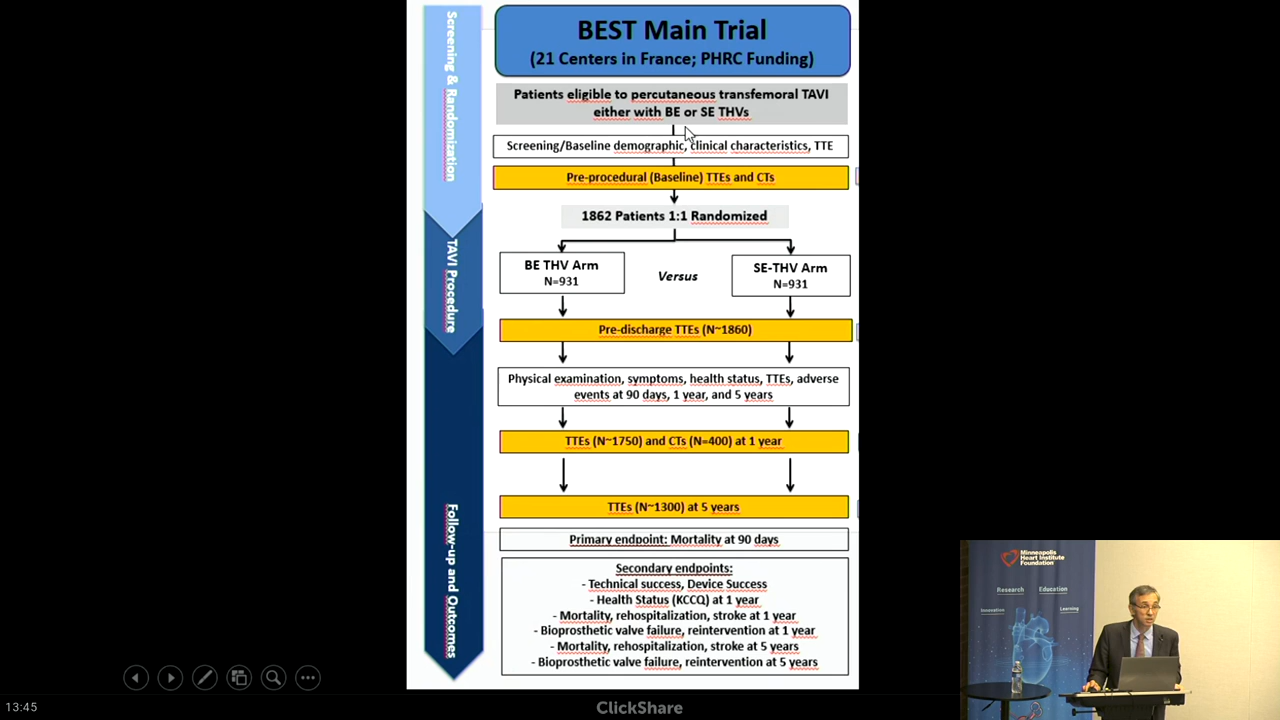 Screening & Randomization
TAVI Procedure
Follow-up and Outcomes
BEST Main Trial
(21 Centers in France; PHRC Funding)
Patients eligible to percutaneous transfemoral TAVI
either with BE or SE THVs
Screening/Baseline demographic, clinical characteristics, TTE
Pre-procedural (Baseline) TTEs and CTs
1862 Patients 1:1 Randomized
BE THV Arm
N=931
Versus
SE-THV Arm
N=931
Pre-discharge TTEs (N~1860)
Physical examination, symptoms, health status, TTEs, adverse
events at 90 days, 1 year, and 5 years
TTEs (N~1750) and CTs (N=400) at 1 year
TTEs (N~1300) at 5 years
Primary endpoint: Mortality at 90 days
Secondary endpoints:
- Technical success, Device Success
- Health Status (KCCQ) at 1 year
- Mortality, rehospitalization, stroke at 1 year
- Bioprosthetic valve failure, reintervention at 1 year
- Mortality, rehospitalization, stroke at 5 years
- Bioprosthetic valve failure, reintervention at 5 years
Minneapolis
Heart Institute
Foundation
Research Education
Innovation Learning
13:45
ClickShare